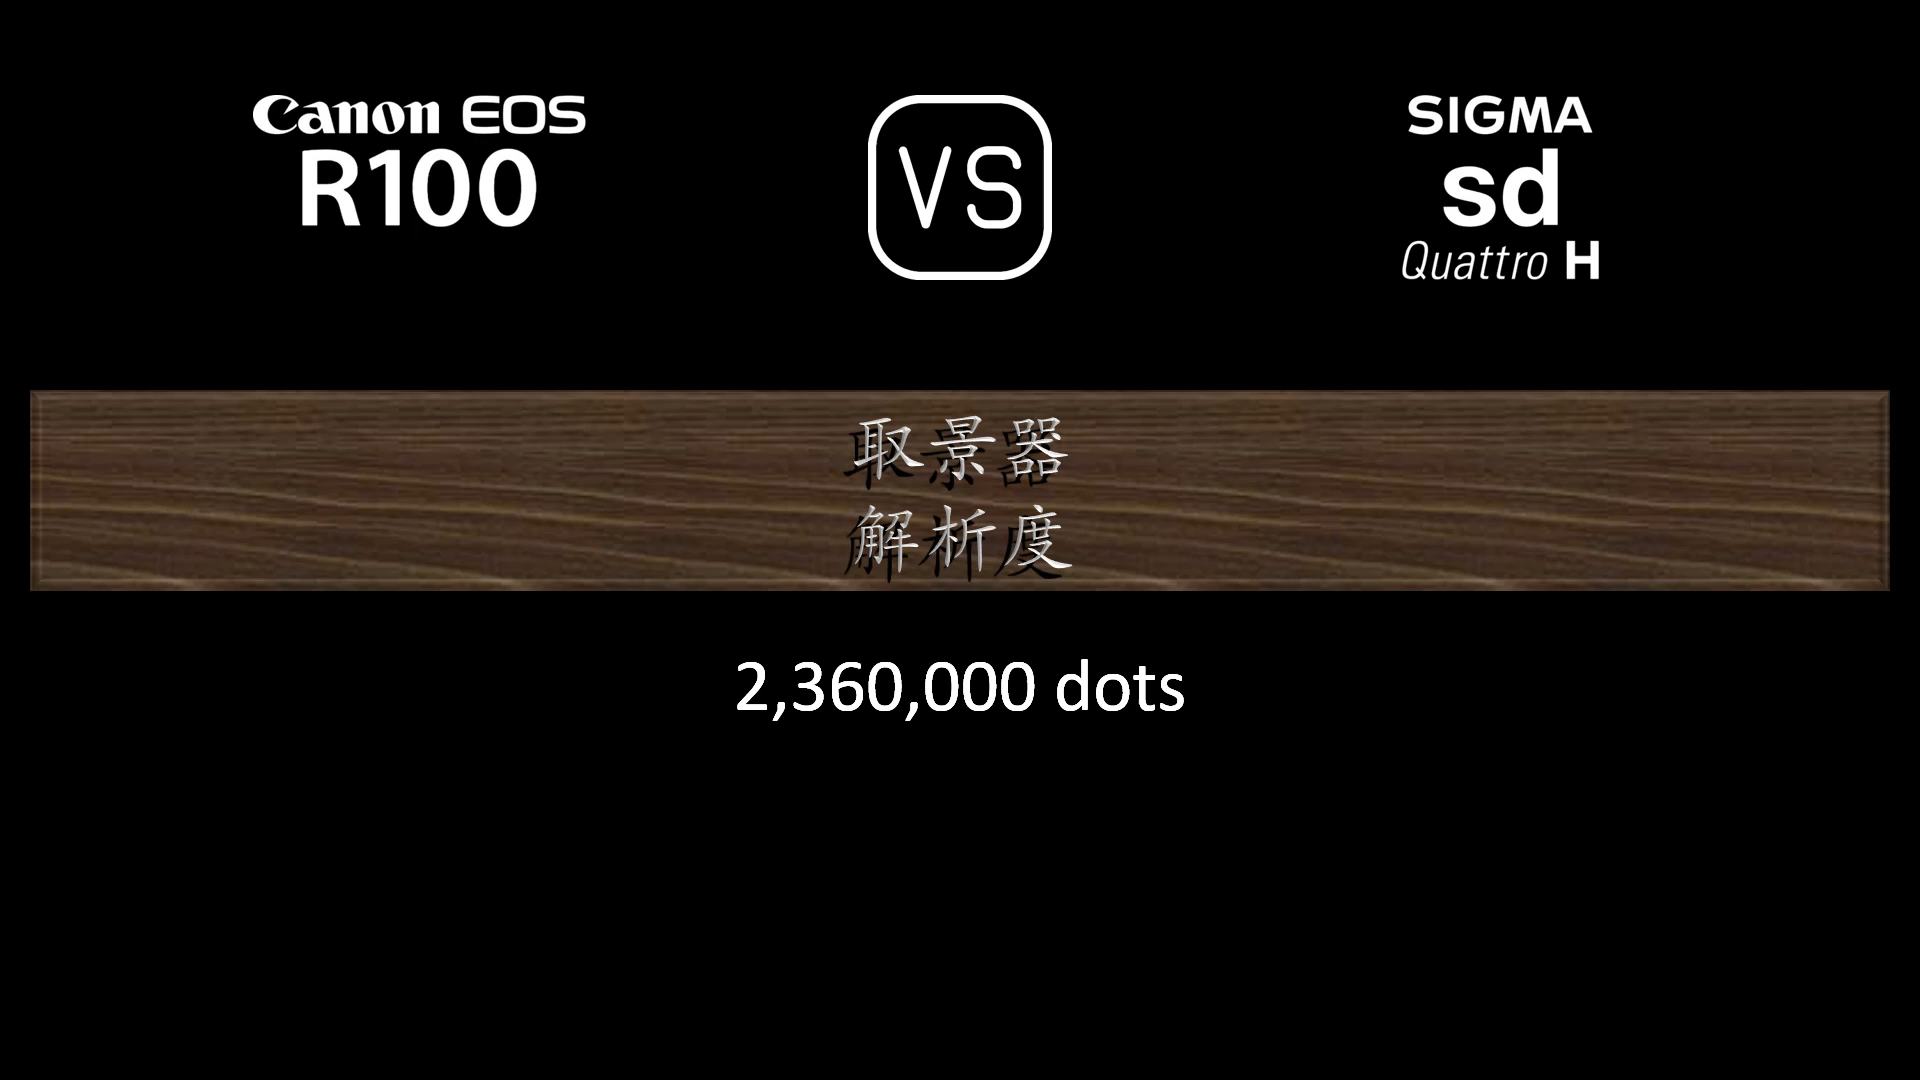 Canon EOS
R100
VS
SIGMA
sd
Quattro H
取景器
解析度
2,360,000 dots